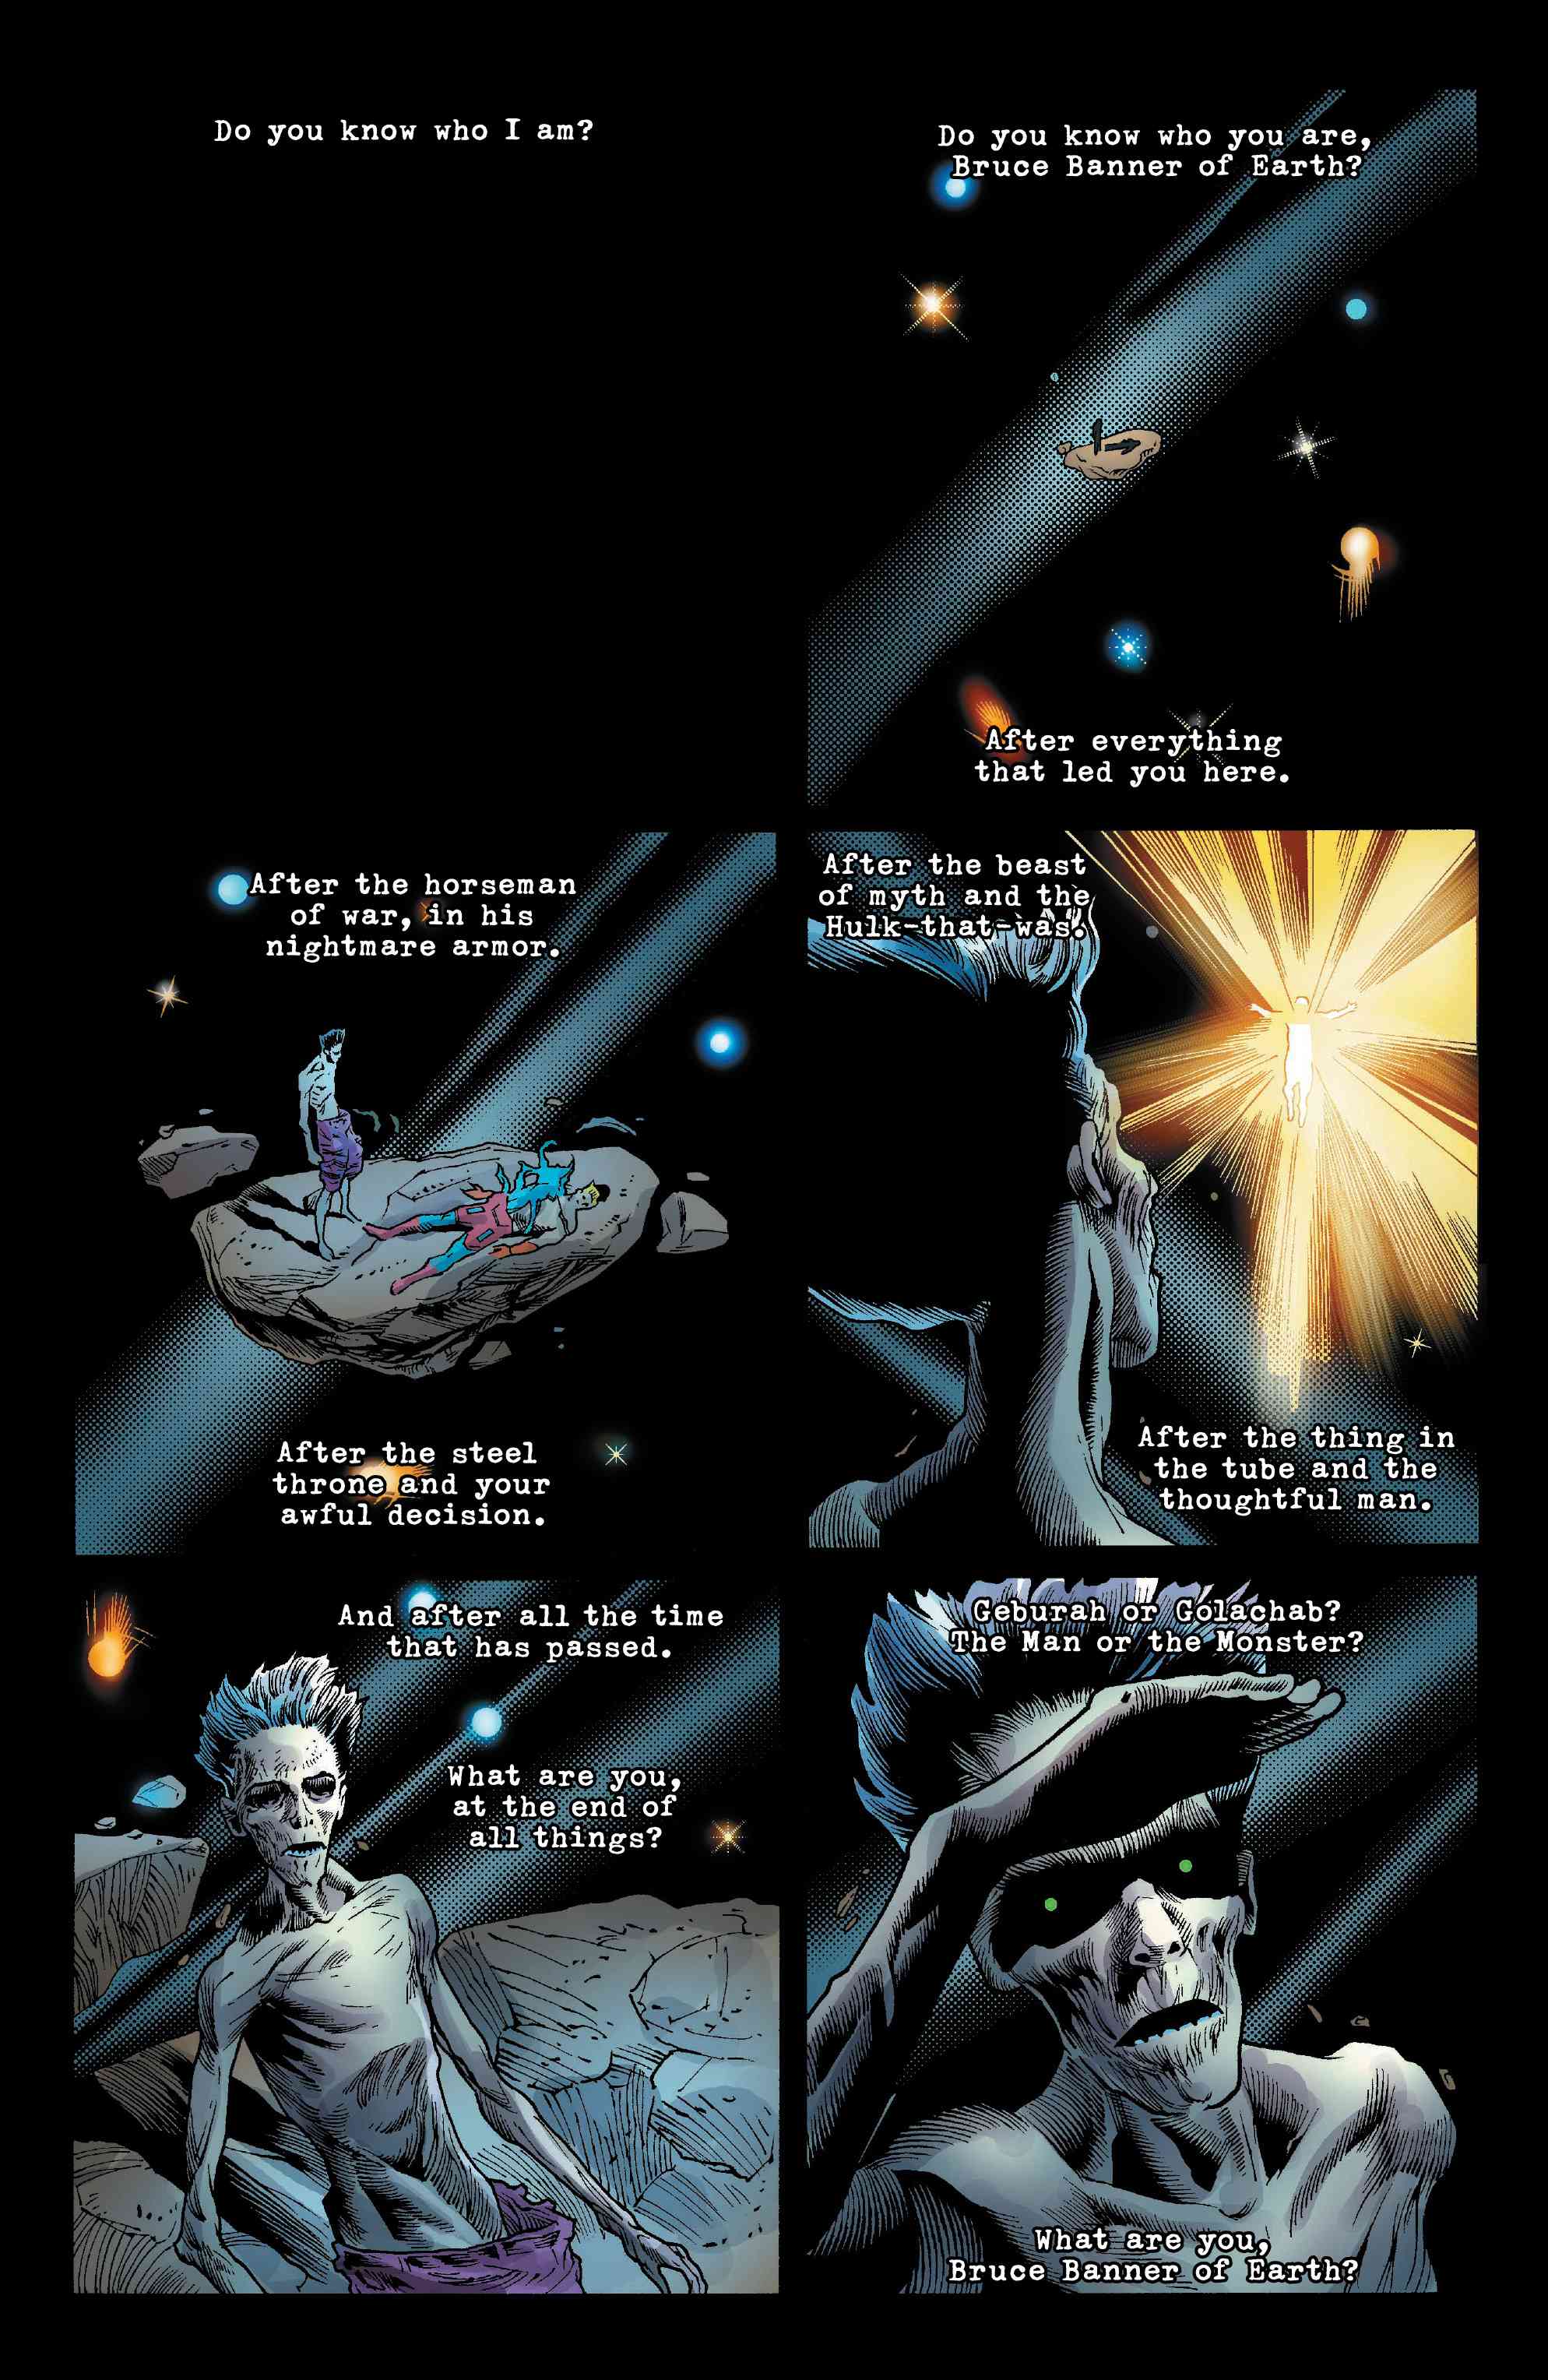 Do you know who I am?
Do you know who you are,
Bruce Banner of Earth?
After everything
that led you here.
After the horseman
of war, in his
nightmare armor.
After the steel
throne and your
awful decision.
After the beast
of myth and the
Hulk-that-was.
After the thing in
the tube and the
thoughtful man.
And after all the time
that has passed.
What are you,
at the end of
all things?
Geburah or Golachab?
The Man or the Monster?
What are you,
Bruce Banner of Earth?